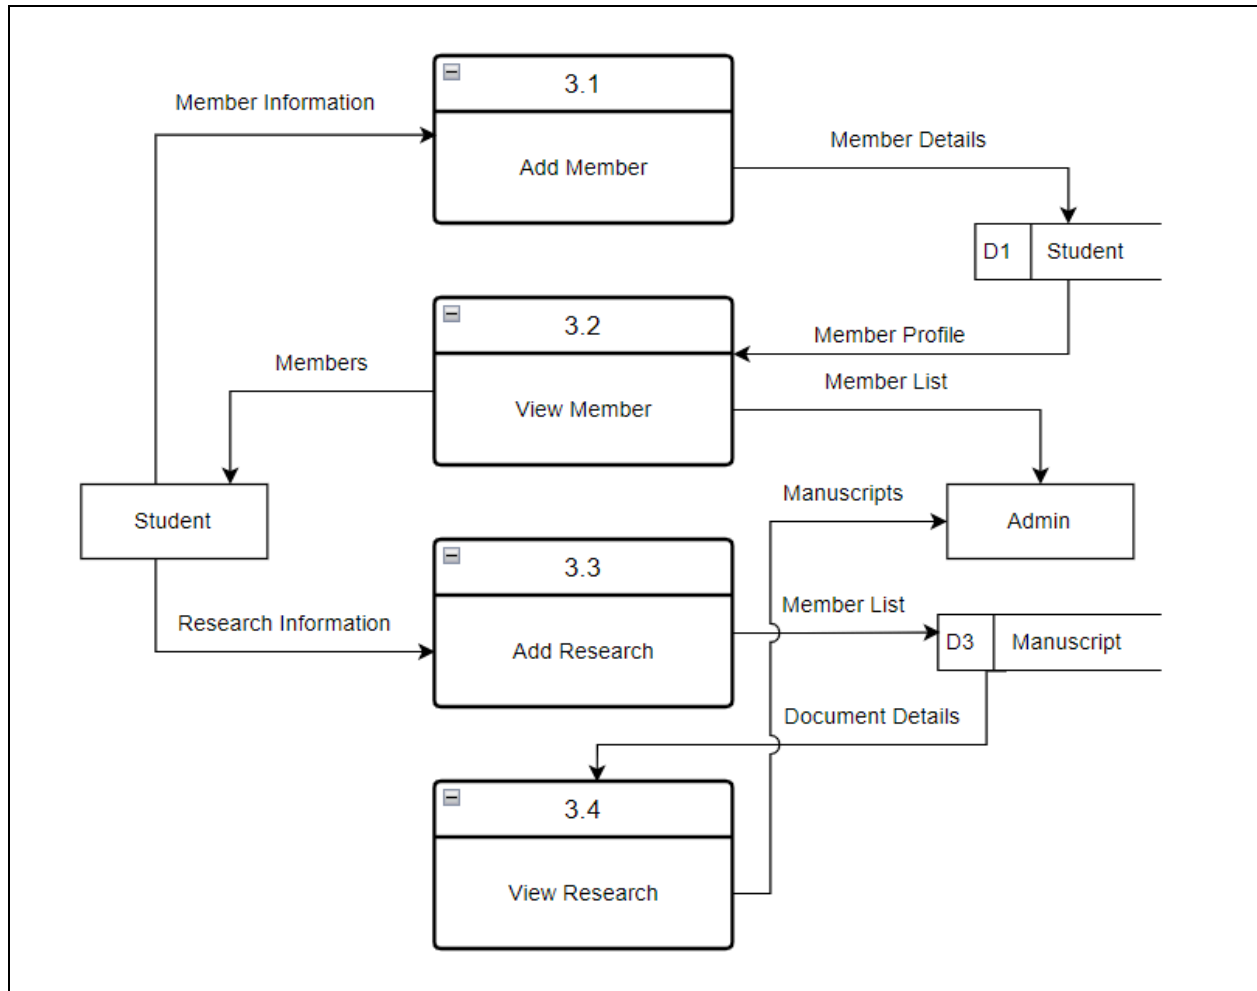 3.1
Member Information
Member Details
Add Member
D1 Student
3.2
Member Profile
Members
Member List
View Member
Manuscripts
Student
Admin
3.3
Member List
Research Information
D3 Manuscript
Add Research
Document Details
3.4
View Research